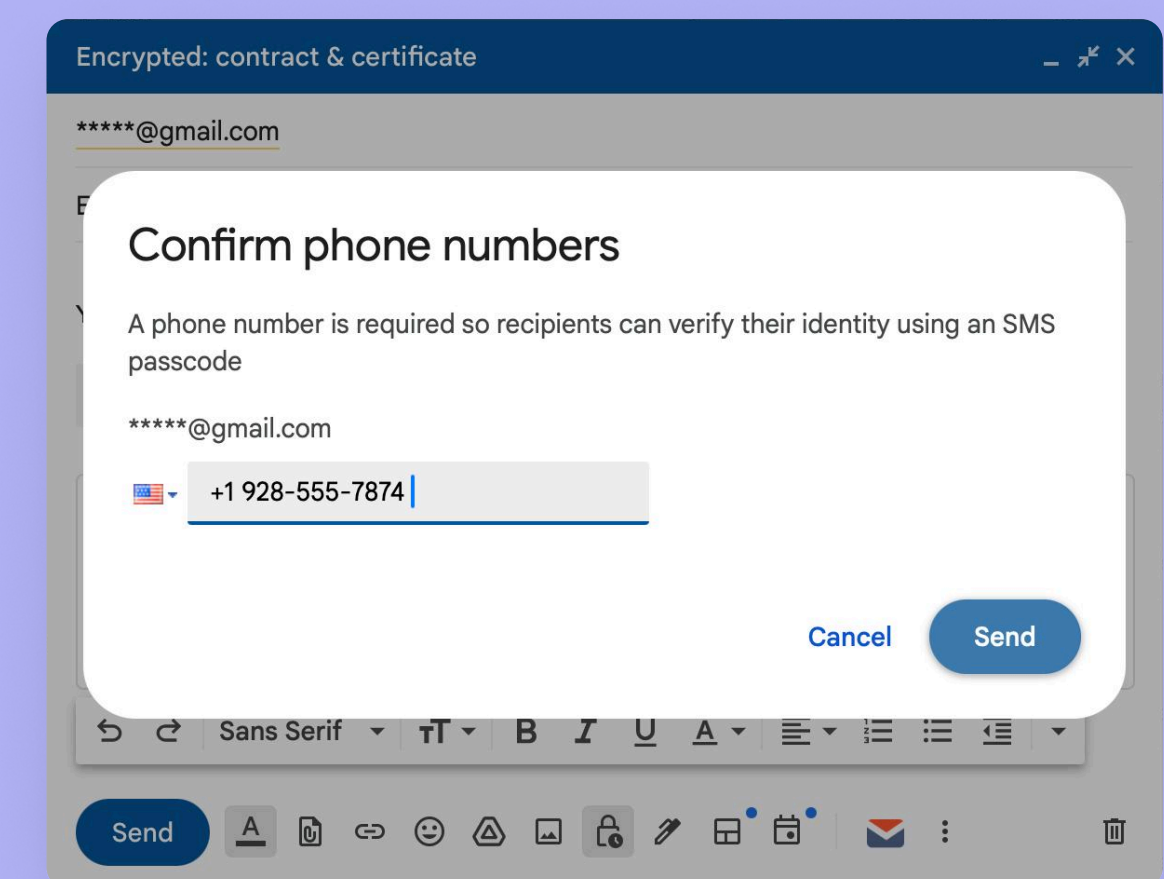 Encrypted: contract & certificate
*****@gmail.com
Confirm phone numbers
A phone number is required so recipients can verify their identity using an SMS
passcode
*****@gmail.com
+1 928-555-7874
Cancel
Send
Sans Serif
B I U A
Send
A